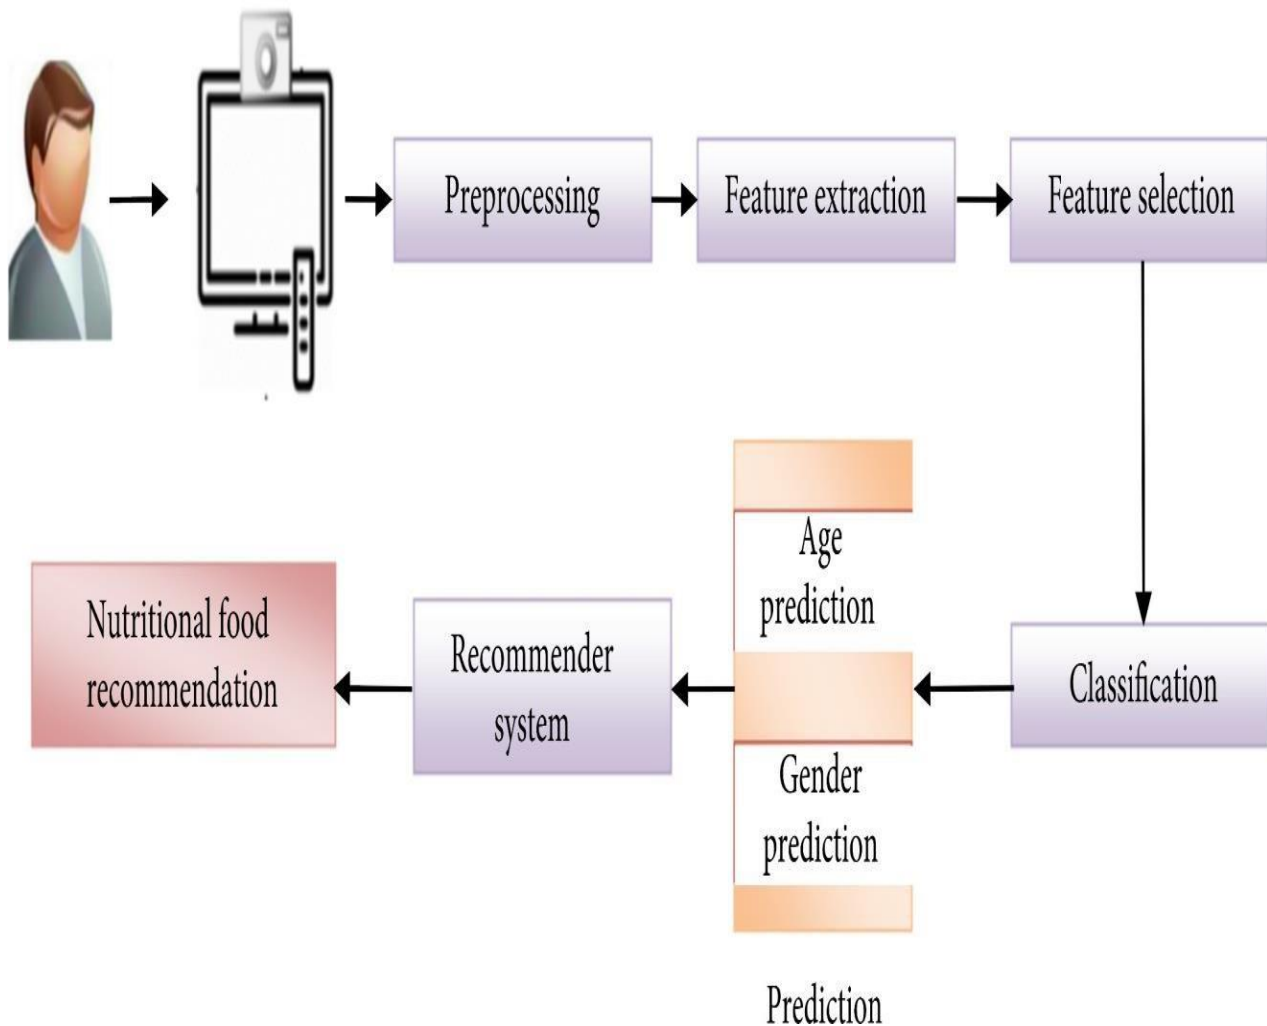 Preprocessing
Feature extraction
Feature selection
Classification
Age
prediction
Gender
prediction
Prediction
Recommender
system
Nutritional food
recommendation